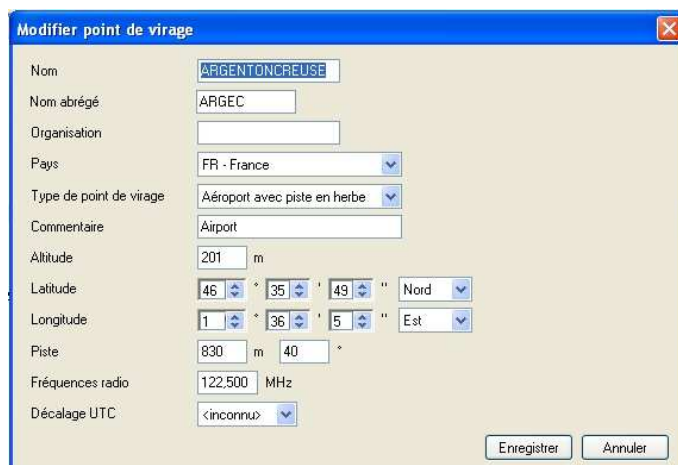 Modifier point de virage
Nom ARGENTONCREUSE
Nom abrégé ARGEC
Organisation
Pays FR - France
Type de point de virage Aéroport avec piste en herbe
Commentaire Airport
Altitude 201 m
Latitude 46 ° 35 ' 49 " Nord
Longitude 1 ° 36 ' 5 " Est
Piste 830 m 40 °
Fréquences radio 122,500 MHz
Décalage UTC <inconnu>
Enregistrer Annuler